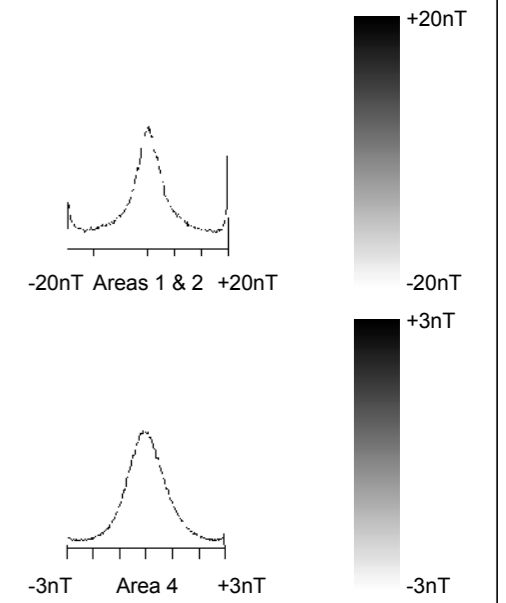 +20nT
-20nT Areas 1 & 2 +20nT
-20nT
+3nT
-3nT Area 4 +3nT
-3nT